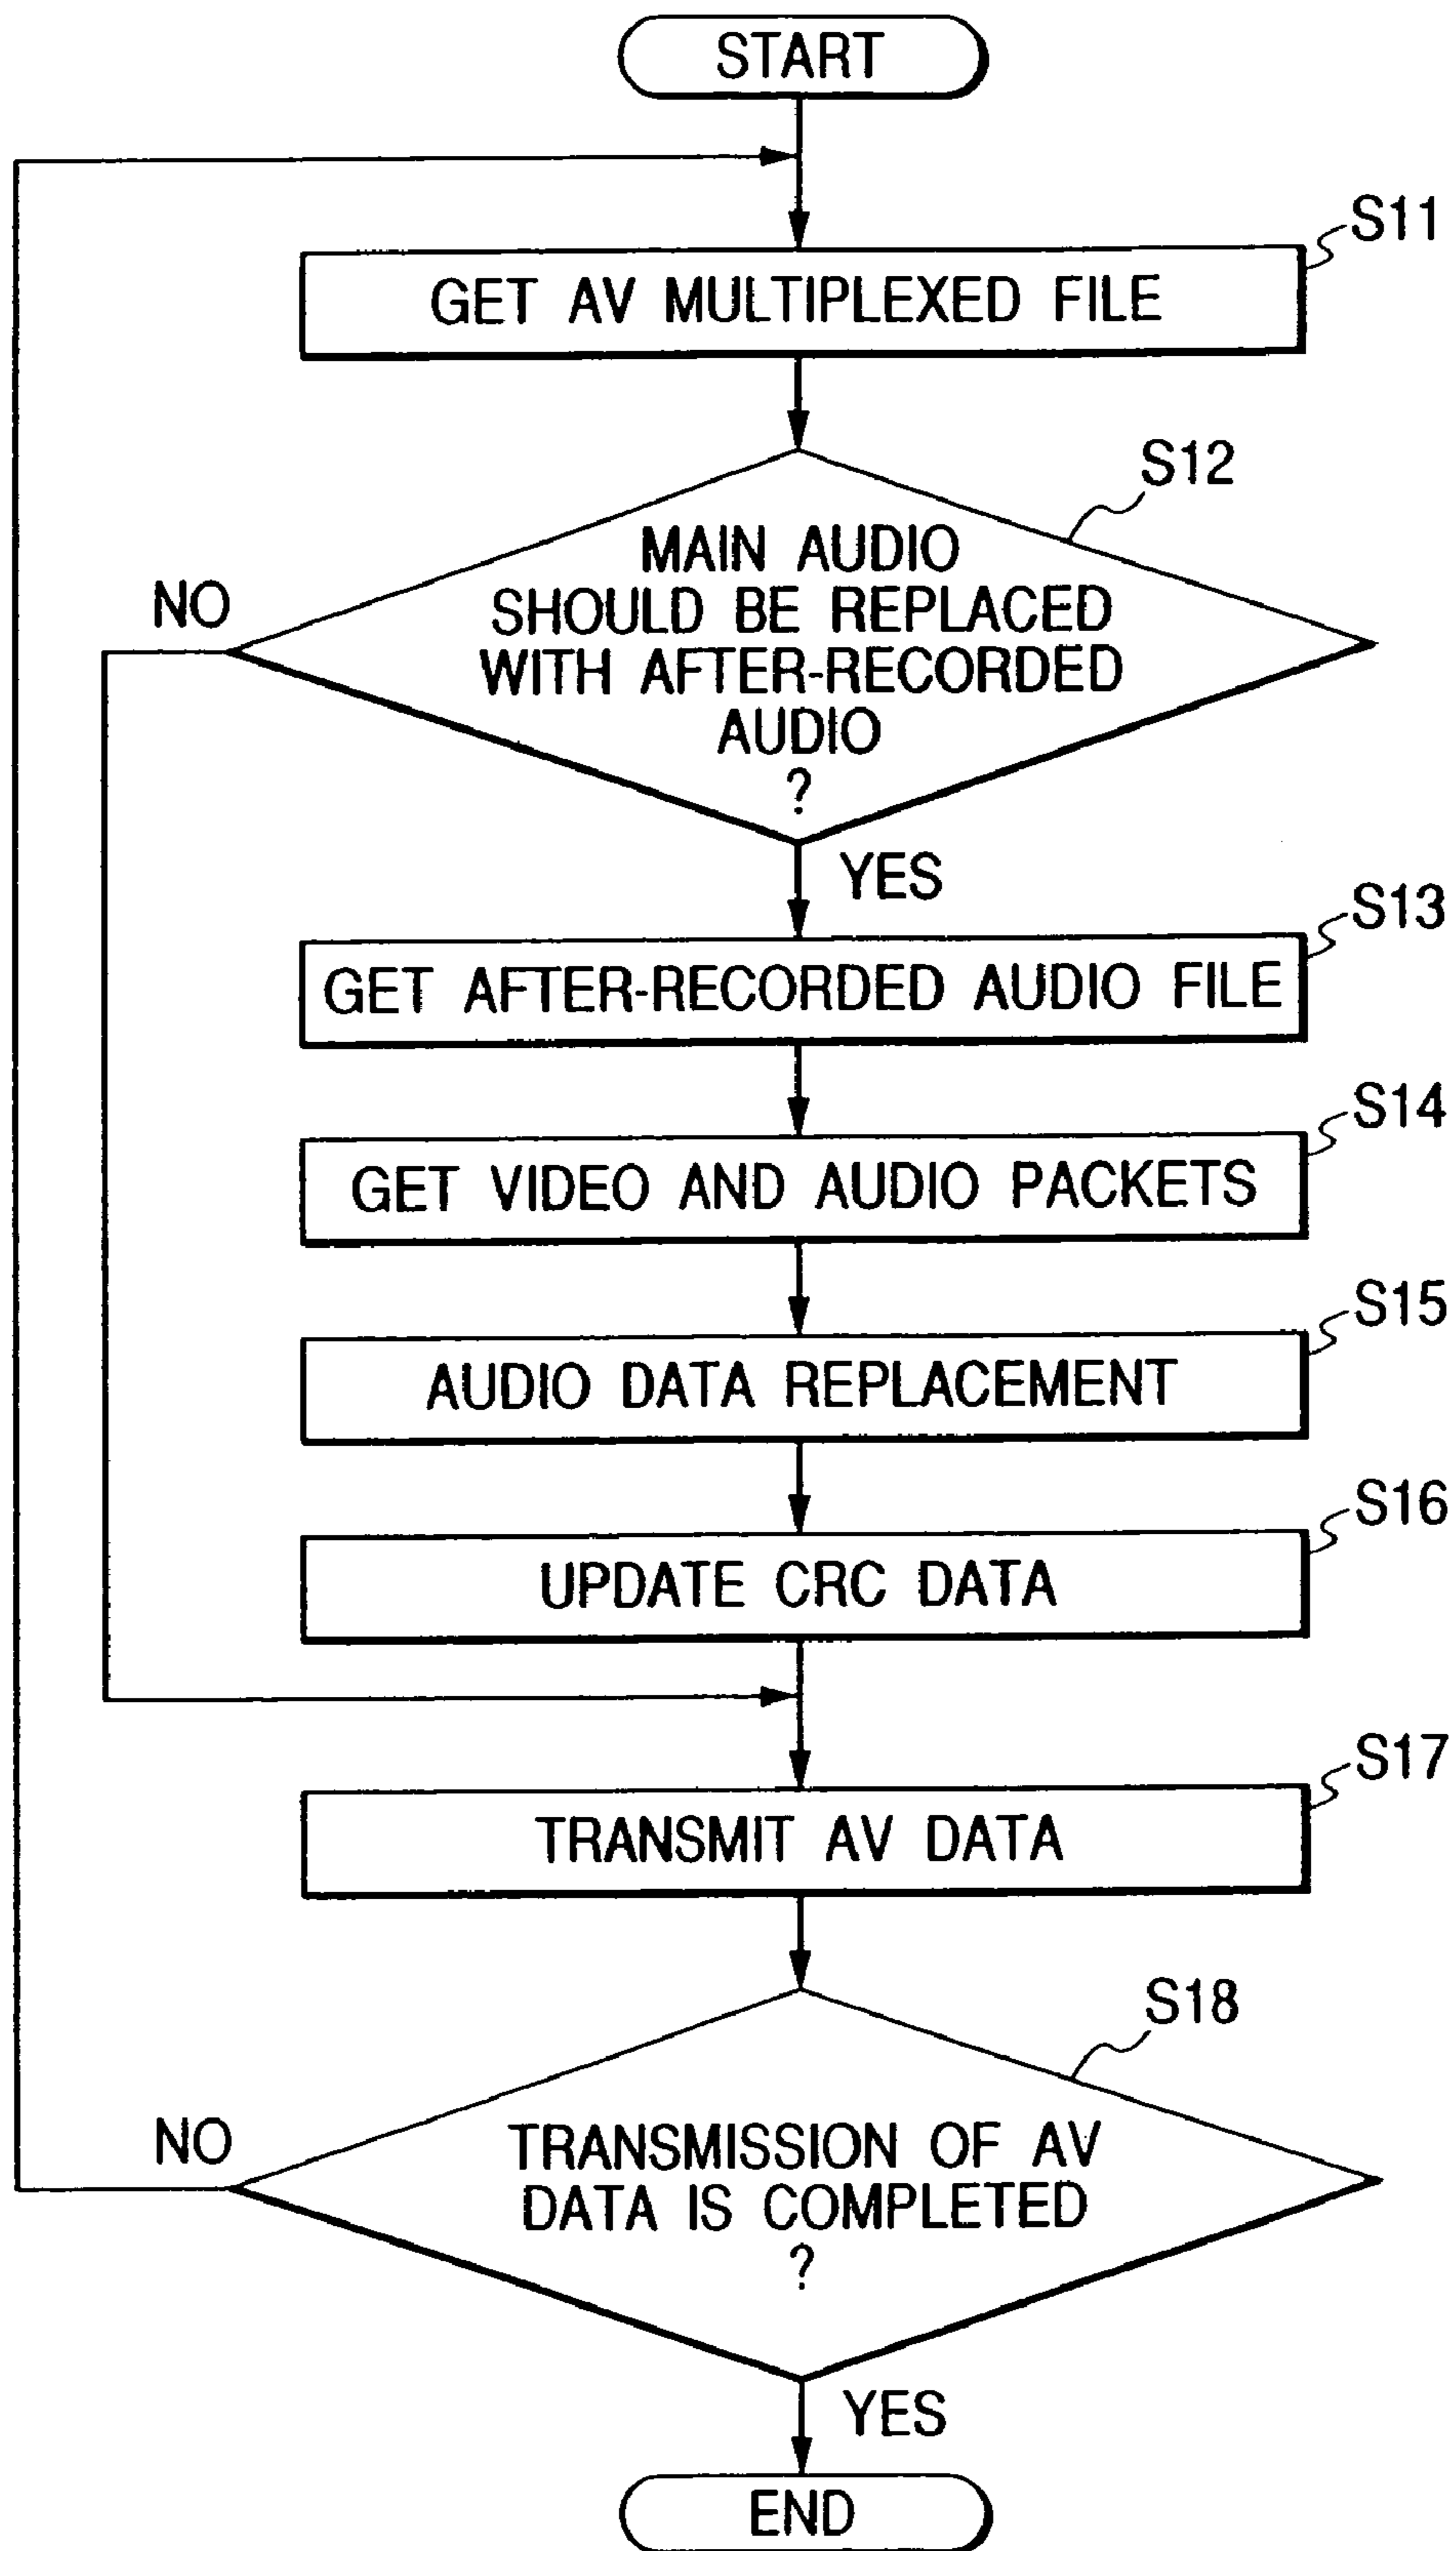 START
S11
GET AV MULTIPLEXED FILE
S12
MAIN AUDIO
SHOULD BE REPLACED
WITH AFTER-RECORDED
AUDIO
?
NO
YES
S13
GET AFTER-RECORDED AUDIO FILE
S14
GET VIDEO AND AUDIO PACKETS
S15
AUDIO DATA REPLACEMENT
S16
UPDATE CRC DATA
S17
TRANSMIT AV DATA
S18
TRANSMISSION OF AV
DATA IS COMPLETED
?
NO
YES
END